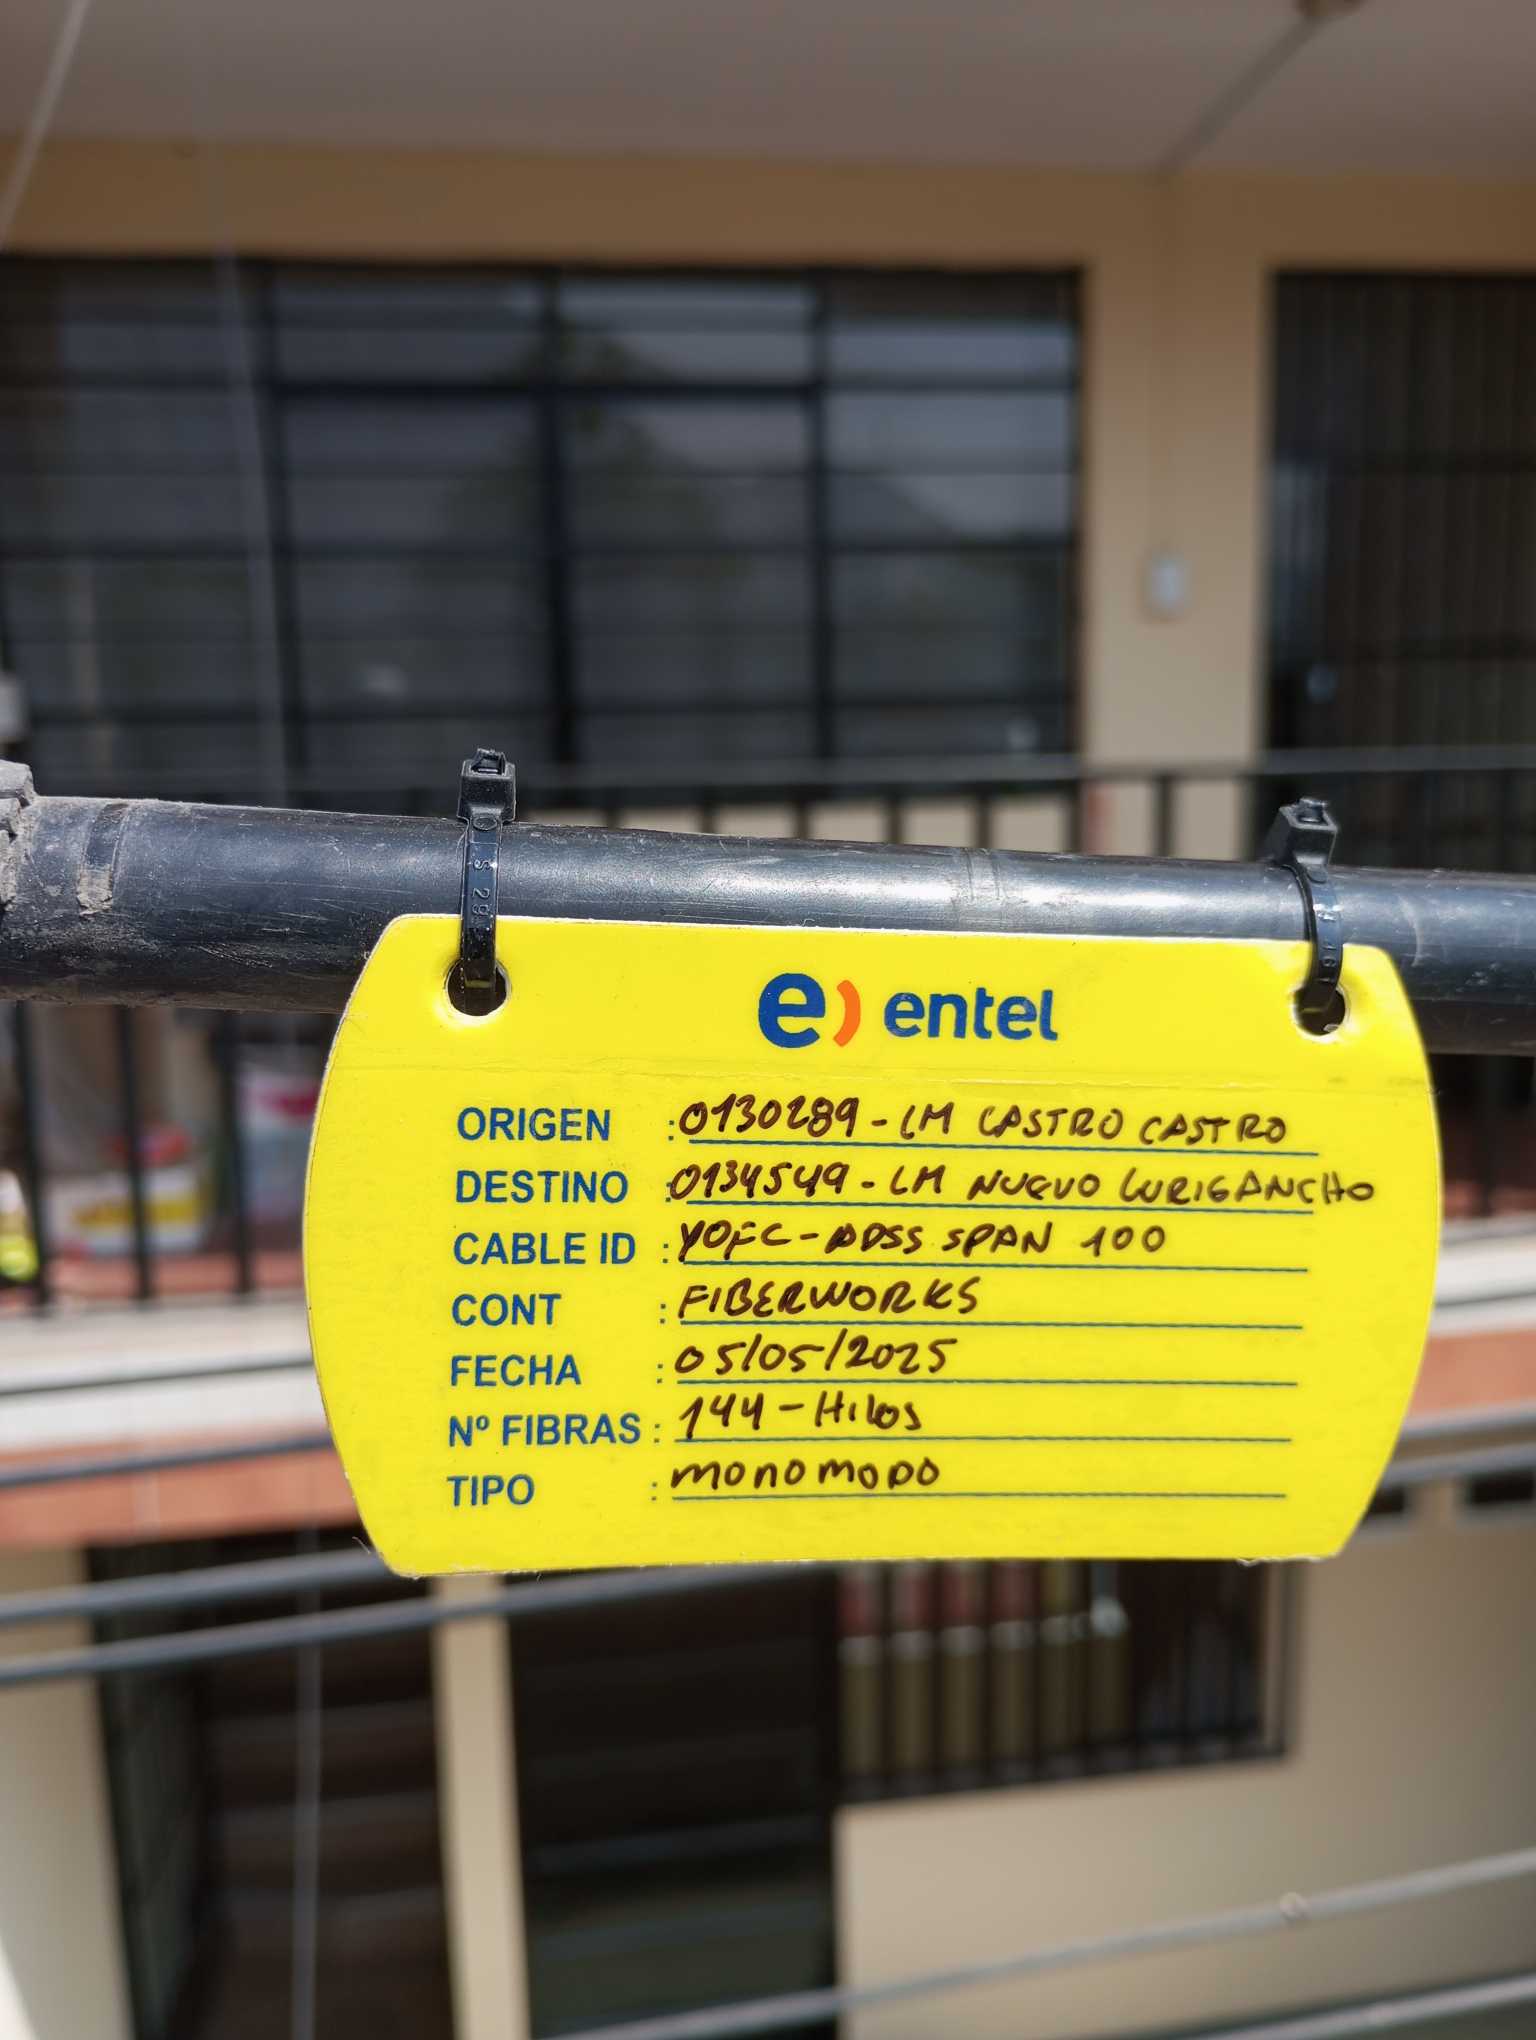 e) entel
ORIGEN : 0130289 - LM CASTRO CASTRO
DESTINO : 0134549 - LM NUEVO LURIGANCHO
CABLE ID : YOFC - ADSS SPAN 100
CONT : FIBERWORKS
FECHA : 05/05/2025
Nº FIBRAS : 144 - Hilos
TIPO : MONOMODO